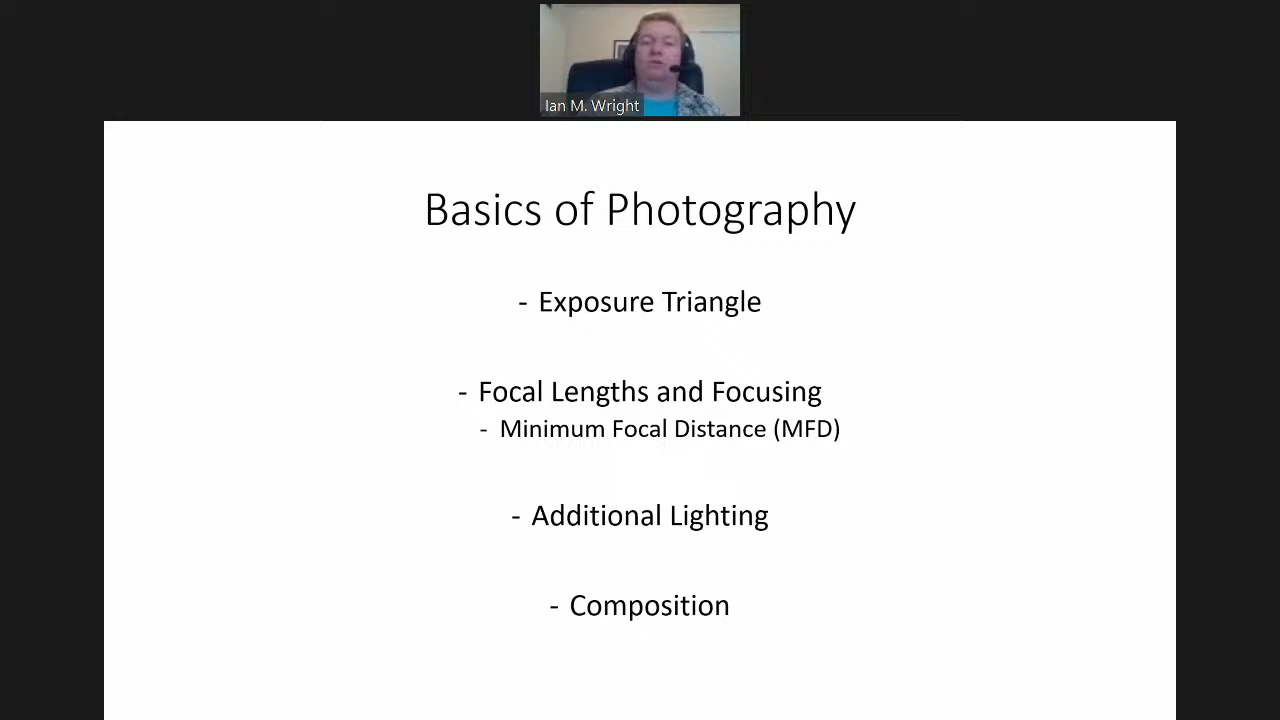 Ian M. Wright
Basics of Photography
- Exposure Triangle
- Focal Lengths and Focusing
- Minimum Focal Distance (MFD)
- Additional Lighting
- Composition